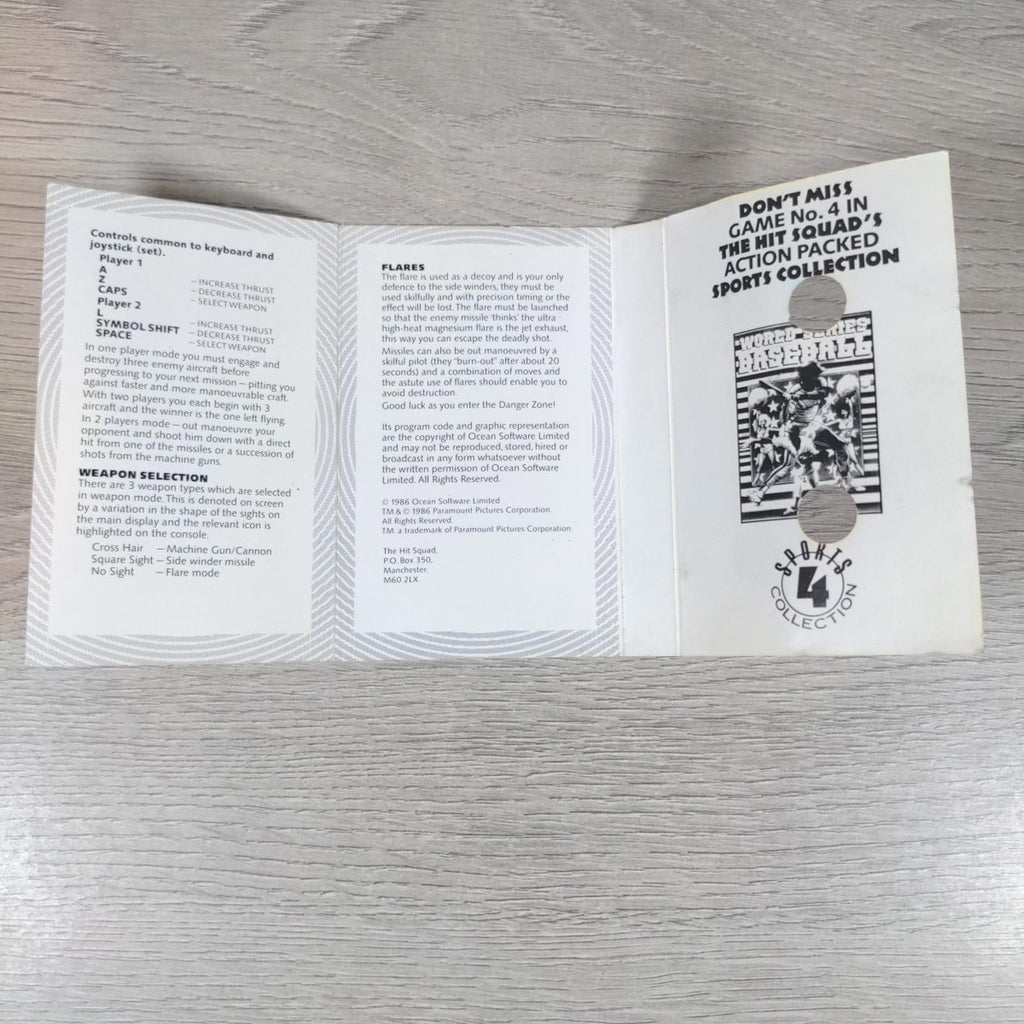 Controls common to keyboard and
joystick (set).
Player 1
A – INCREASE THRUST
Z – DECREASE THRUST
CAPS – SELECT WEAPON
Player 2
L – INCREASE THRUST
SYMBOL SHIFT – DECREASE THRUST
SPACE – SELECT WEAPON
In one player mode you must engage and
destroy three enemy aircraft before
progressing to your next mission – pitting you
against faster and more manoeuvrable craft.
With two players you each begin with 3
aircraft and the winner is the one left flying.
In 2 players mode – out manoeuvre your
opponent and shoot him down with a direct
hit from one of the missiles or a succession of
shots from the machine guns.
WEAPON SELECTION
There are 3 weapon types which are selected
in weapon mode. This is denoted on screen
by a variation in the shape of the sights on
the main display and the relevant icon is
highlighted on the console.
Cross Hair – Machine Gun/Cannon
Square Sight – Side winder missile
No Sight – Flare mode
FLARES
The flare is used as a decoy and is your only
defence to the side winders, they must be
used skilfully and with precision timing or the
effect will be lost. The flare must be launched
so that the enemy missile 'thinks' the ultra
high-heat magnesium flare is the jet exhaust,
this way you can escape the deadly shot.
Missiles can also be out manoeuvred by a
skilful pilot (they "burn-out" after about 20
seconds) and a combination of moves and
the astute use of flares should enable you to
avoid destruction.
Good luck as you enter the Danger Zone!
Its program code and graphic representation
are the copyright of Ocean Software Limited
and may not be reproduced, stored, hired or
broadcast in any form whatsoever without
the written permission of Ocean Software
Limited. All Rights Reserved.
© 1986 Ocean Software Limited
TM & © 1986 Paramount Pictures Corporation.
All Rights Reserved.
TM. a trademark of Paramount Pictures Corporation.
The Hit Squad,
P.O. Box 350,
Manchester,
M60 2LX
DON'T MISS
GAME No. 4 IN
THE HIT SQUAD'S
ACTION PACKED
SPORTS COLLECTION
WORLD SERIES
BASEBALL
SPORTS
4
COLLECTION